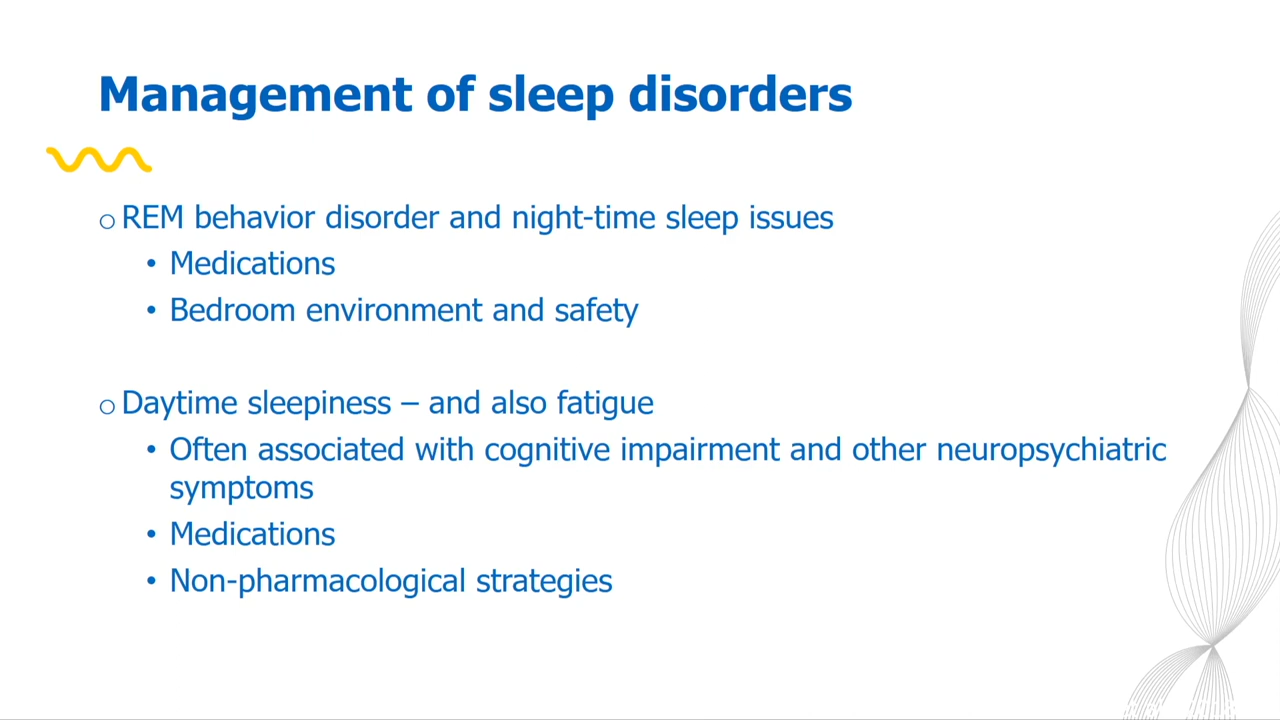 Management of sleep disorders
o REM behavior disorder and night-time sleep issues
• Medications
• Bedroom environment and safety
o Daytime sleepiness – and also fatigue
• Often associated with cognitive impairment and other neuropsychiatric
symptoms
• Medications
• Non-pharmacological strategies